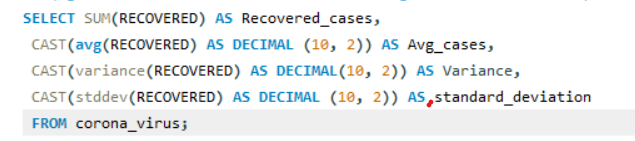 SELECT SUM(RECOVERED) AS Recovered_cases,
CAST(avg(RECOVERED) AS DECIMAL (10, 2)) AS Avg_cases,
CAST(variance(RECOVERED) AS DECIMAL(10, 2)) AS Variance,
CAST(stddev(RECOVERED) AS DECIMAL (10, 2)) AS standard_deviation
FROM corona_virus;